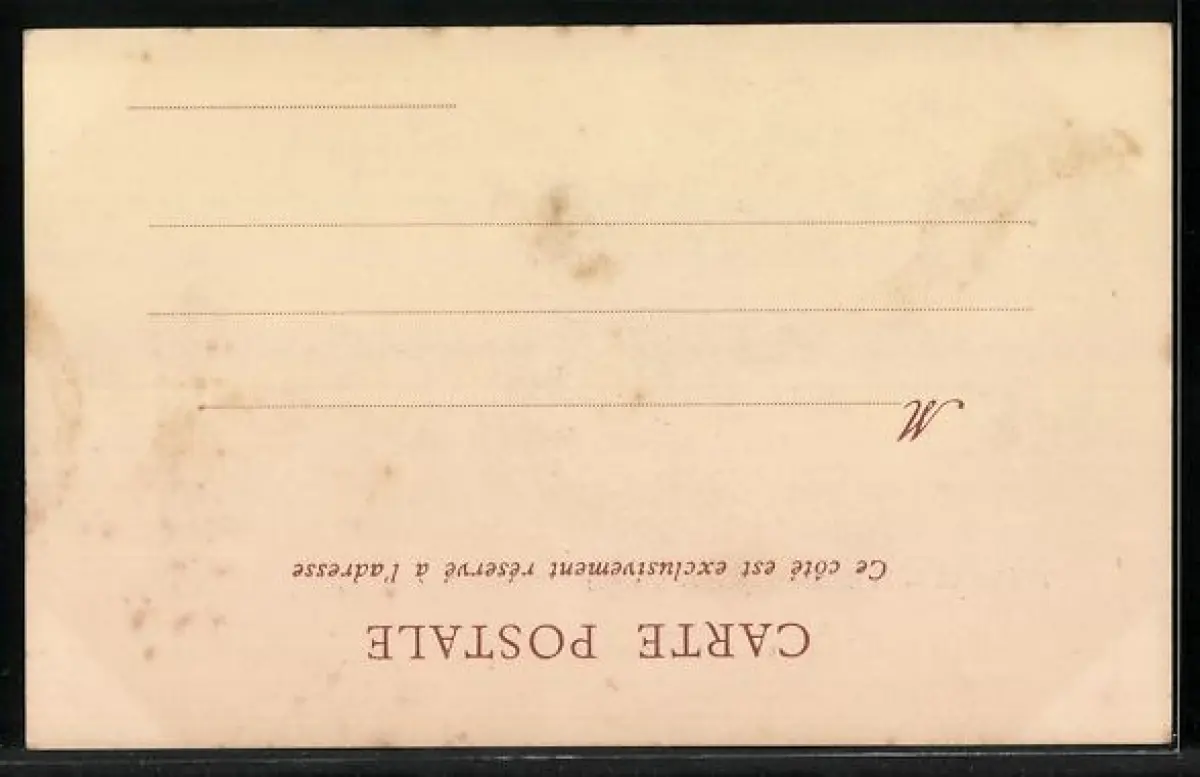 CARTE POSTALE
Ce côté est exclusivement réservé à l'adresse
M